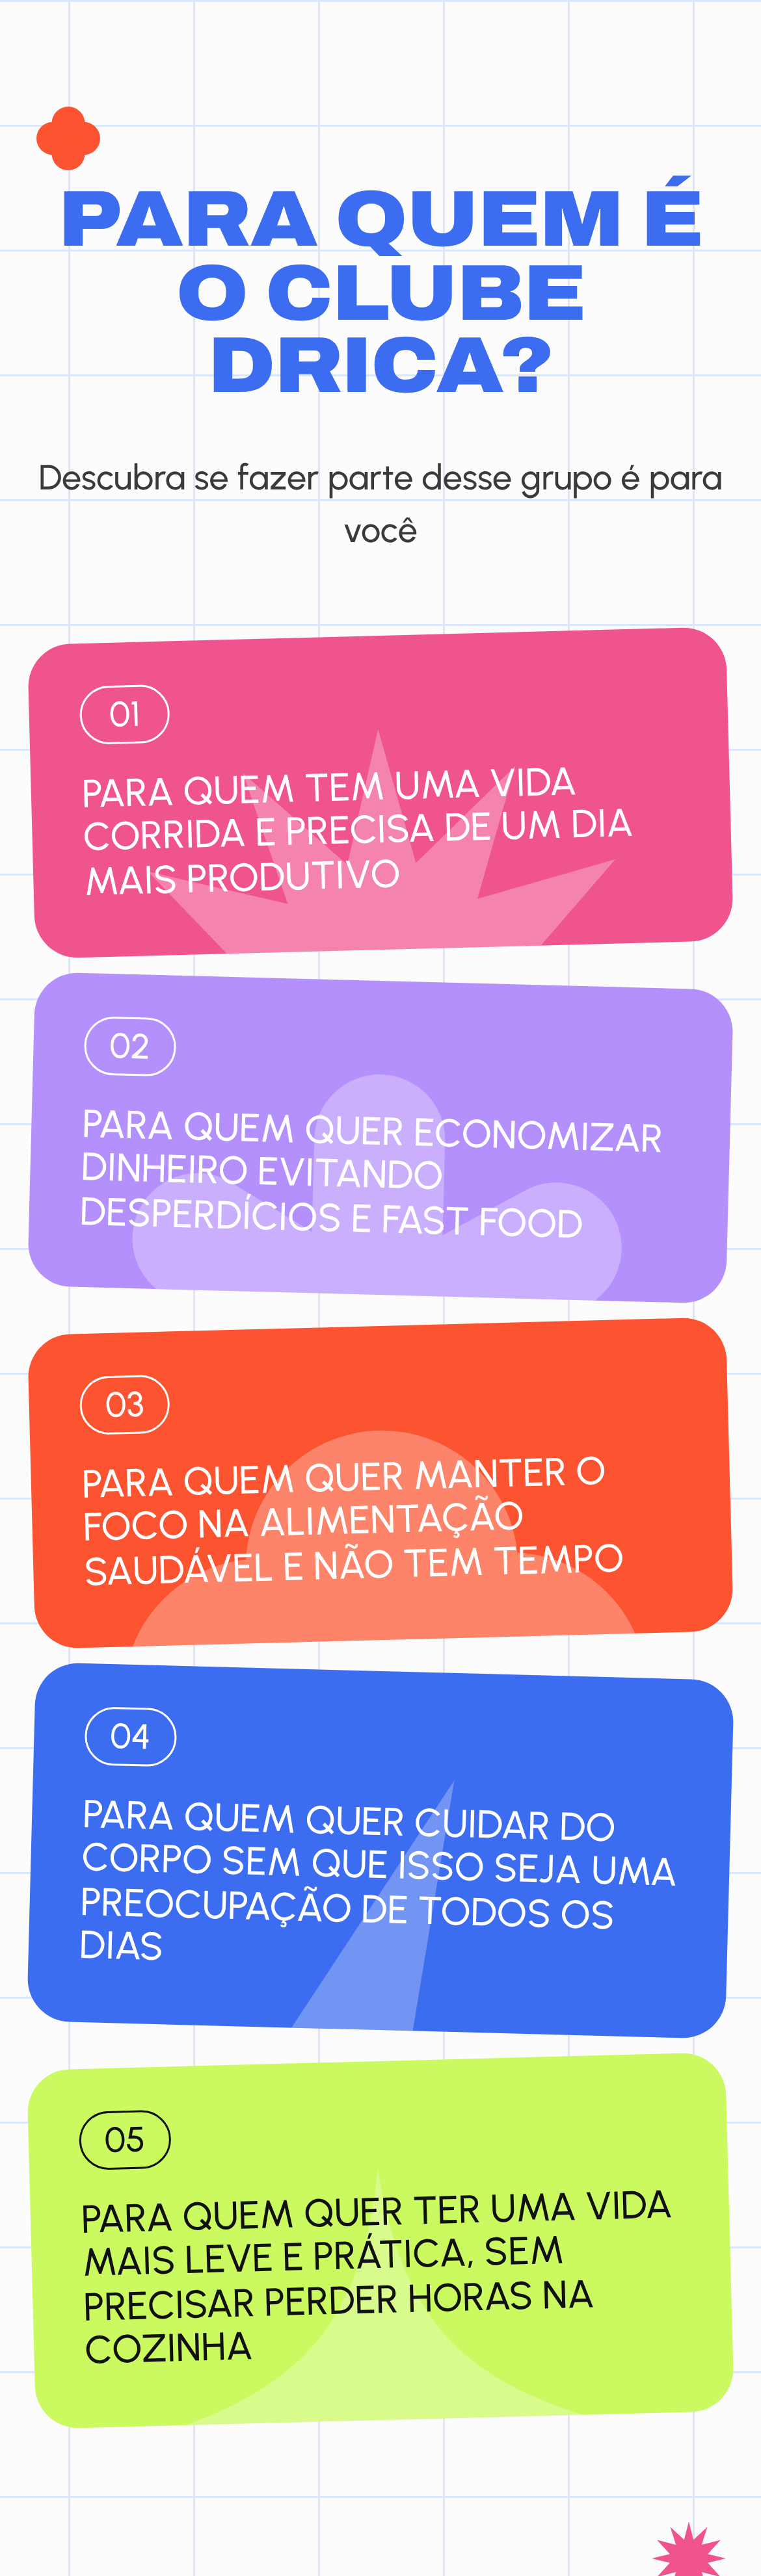 PARA QUEM É
O CLUBE
DRICA?
Descubra se fazer parte desse grupo é para
você
01
PARA QUEM TEM UMA VIDA
CORRIDA E PRECISA DE UM DIA
MAIS PRODUTIVO
02
PARA QUEM QUER ECONOMIZAR
DINHEIRO EVITANDO
DESPERDÍCIOS E FAST FOOD
03
PARA QUEM QUER MANTER O
FOCO NA ALIMENTAÇÃO
SAUDÁVEL E NÃO TEM TEMPO
04
PARA QUEM QUER CUIDAR DO
CORPO SEM QUE ISSO SEJA UMA
PREOCUPAÇÃO DE TODOS OS
DIAS
05
PARA QUEM QUER TER UMA VIDA
MAIS LEVE E PRÁTICA, SEM
PRECISAR PERDER HORAS NA
COZINHA